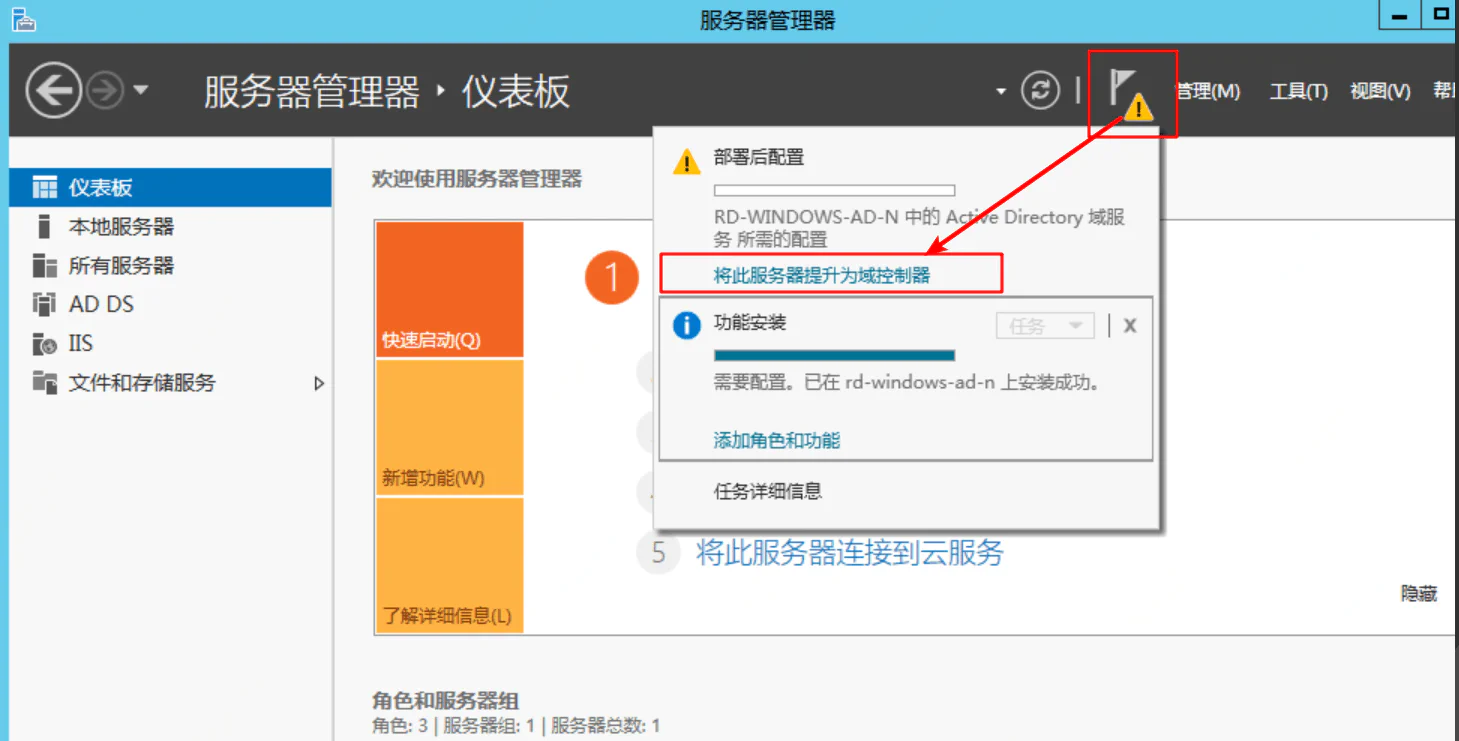 服务器管理器
服务器管理器 · 仪表板
管理(M) 工具(T) 视图(V)
仪表板
本地服务器
所有服务器
AD DS
IIS
文件和存储服务
欢迎使用服务器管理器
快速启动(Q)
新增功能(W)
了解详细信息(L)
1
部署后配置
RD-WINDOWS-AD-N 中的 Active Directory 域服
务 所需的配置
将此服务器提升为域控制器
功能安装
任务
X
需要配置。已在 rd-windows-ad-n 上安装成功。
添加角色和功能
任务详细信息
5 将此服务器连接到云服务
隐藏
角色和服务器组
角色: 3 | 服务器组: 1 | 服务器总数: 1